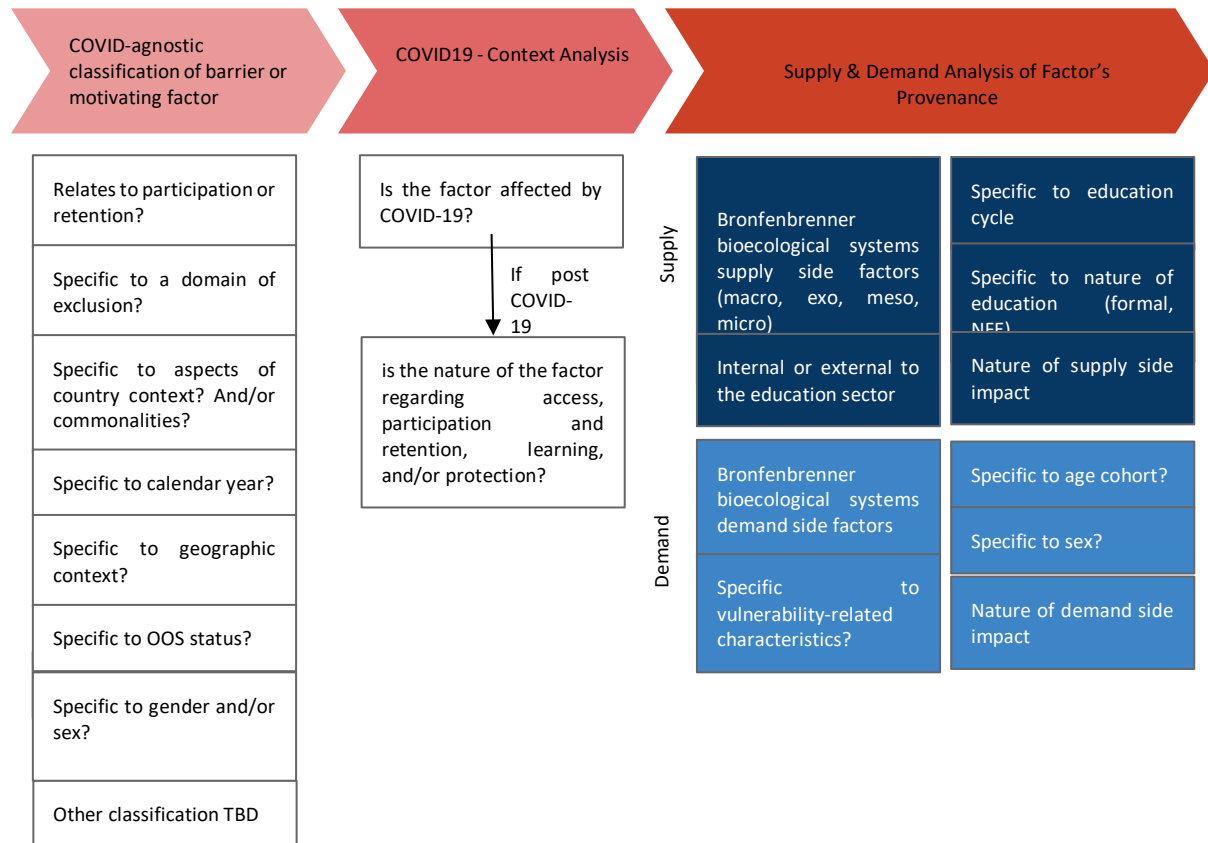 COVID-agnostic
classification of barrier or
motivating factor
COVID19 - Context Analysis
Supply & Demand Analysis of Factor's
Provenance
Relates to participation or
retention?
Specific to a domain of
exclusion?
Specific to aspects of
country context? And/or
commonalities?
Specific to calendar year?
Specific to geographic
context?
Specific to OOS status?
Specific to gender and/or
sex?
Other classification TBD
Is the factor affected by
COVID-19?
If post
COVID-
19
is the nature of the factor
regarding access,
participation and
retention, learning,
and/or protection?
Supply
Bronfenbrenner
bioecological systems
supply side factors
(macro, exo, meso,
micro)
Internal or external to
the education sector
Specific to education
cycle
Specific to nature of
education (formal,
NFE)
Nature of supply side
impact
Demand
Bronfenbrenner
bioecological systems
demand side factors
Specific to
vulnerability-related
characteristics?
Specific to age cohort?
Specific to sex?
Nature of demand side
impact